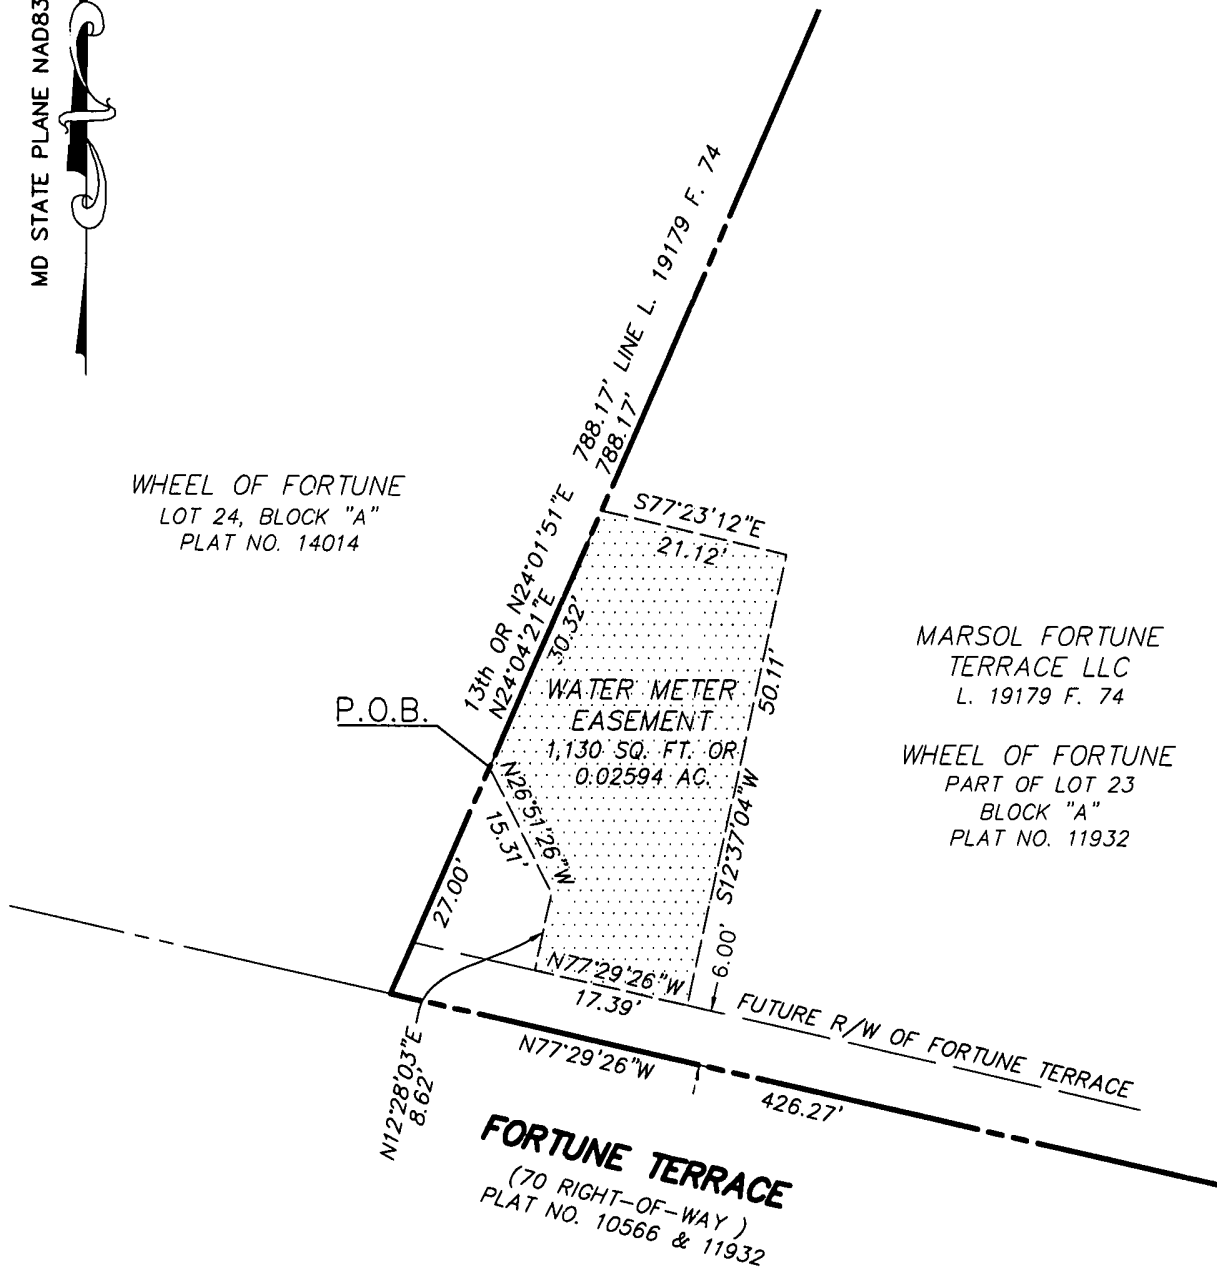 MD STATE PLANE NAD83
13th OR N24°01'51"E 788.17' LINE L. 19179 F. 74
N24°04'21"E 788.17'
WHEEL OF FORTUNE
LOT 24, BLOCK "A"
PLAT NO. 14014
S77°23'12"E
21.12'
30.32'
50.11'
S12°37'04"W
MARSOL FORTUNE
TERRACE LLC
L. 19179 F. 74
WHEEL OF FORTUNE
PART OF LOT 23
BLOCK "A"
PLAT NO. 11932
WATER METER
EASEMENT
1,130 SQ. FT. OR
0.02594 AC.
P.O.B.
N26°51'26"W
15.31'
27.00'
6.00'
N77°29'26"W
17.39'
FUTURE R/W OF FORTUNE TERRACE
N12°28'03"E
8.62'
N77°29'26"W
426.27'
FORTUNE TERRACE
(70 RIGHT-OF-WAY )
PLAT NO. 10566 & 11932